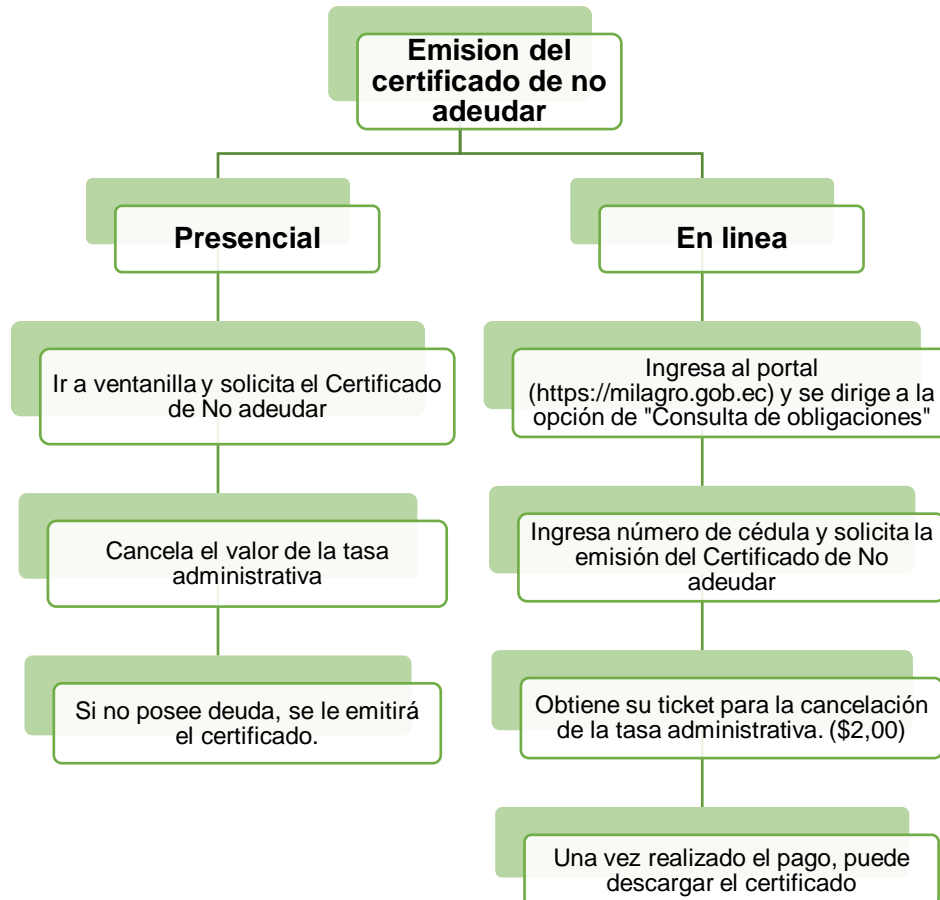 Emision del
certificado de no
adeudar
Presencial
En linea
Ir a ventanilla y solicita el Certificado
de No adeudar
Cancela el valor de la tasa
administrativa
Si no posee deuda, se le emitirá
el certificado.
Ingresa al portal
(https://milagro.gob.ec) y se dirige a la
opción de "Consulta de obligaciones"
Ingresa número de cédula y solicita la
emisión del Certificado de No
adeudar
Obtiene su ticket para la cancelación
de la tasa administrativa. ($2,00)
Una vez realizado el pago, puede
descargar el certificado